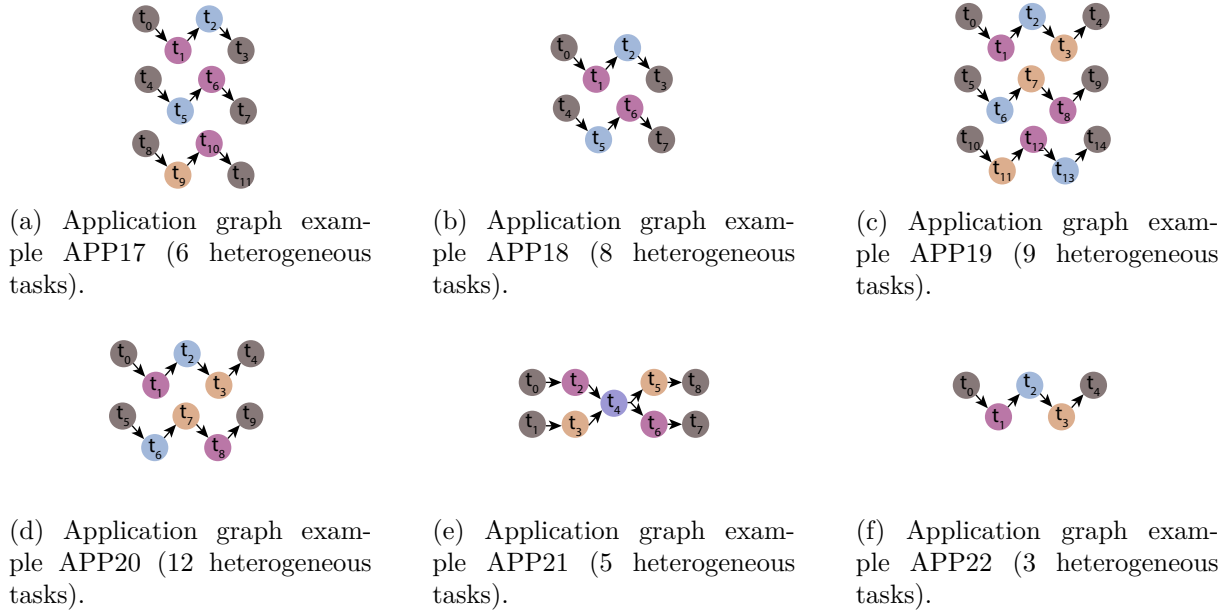 t0 t2
t1 t3
t4 t6
t5 t7
t8 t10
t9 t11
(a) Application graph exam-
ple APP17 (6 heterogeneous
tasks).
t0 t2
t1 t3
t4 t6
t5 t7
(b) Application graph exam-
ple APP18 (8 heterogeneous
tasks).
t0 t2 t4
t1 t3
t5 t7 t9
t6 t8
t10 t12 t14
t11 t13
(c) Application graph exam-
ple APP19 (9 heterogeneous
tasks).
t0 t2 t4
t1 t3
t5 t7 t9
t6 t8
(d) Application graph exam-
ple APP20 (12 heterogeneous
tasks).
t0 t2 t5 t8
t4
t1 t3 t6 t7
(e) Application graph exam-
ple APP21 (5 heterogeneous
tasks).
t0 t2 t4
t1 t3
(f) Application graph exam-
ple APP22 (3 heterogeneous
tasks).